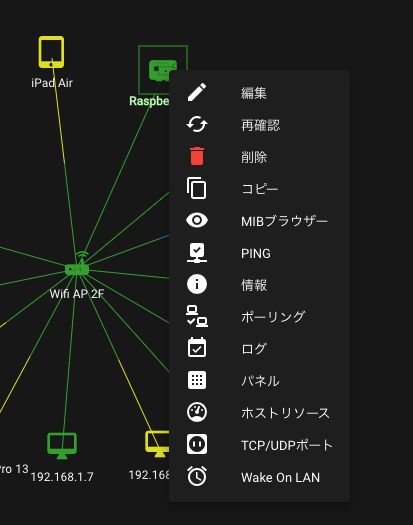 iPad Air
Raspbe
編集
再確認
削除
コピー
MIBブラウザー
PING
情報
Wifi AP 2F
ポーリング
ログ
パネル
ホストリソース
TCP/UDPポート
ro 13
192.168.1.7
192.168
Wake On LAN